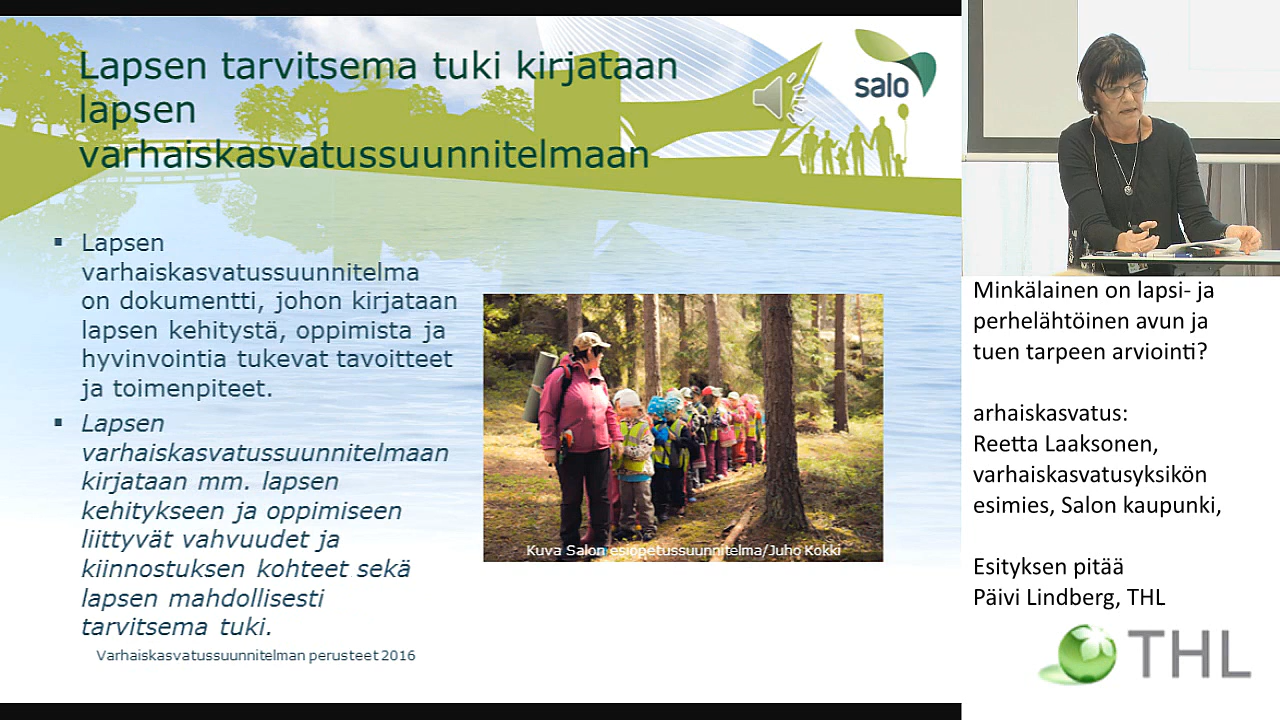 Lapsen tarvitsema tuki kirjataan
lapsen
varhaiskasvatussuunnitelmaan
salo
▪ Lapsen
varhaiskasvatussuunnitelma
on dokumentti, johon kirjataan
lapsen kehitystä, oppimista ja
hyvinvointia tukevat tavoitteet
ja toimenpiteet.
▪ Lapsen
varhaiskasvatussuunnitelmaan
kirjataan mm. lapsen
kehitykseen ja oppimiseen
liittyvät vahvuudet ja
kiinnostuksen kohteet sekä
lapsen mahdollisesti
tarvitsema tuki.
Varhaiskasvatussuunnitelman perusteet 2016
Kuva Salon esiopetussuunnitelma/Juho Kokki
Minkälainen on lapsi- ja
perhelähtöinen avun ja
tuen tarpeen arviointi?
arhaiskasvatus:
Reetta Laaksonen,
varhaiskasvatusyksikön
esimies, Salon kaupunki,
Esityksen pitää
Päivi Lindberg, THL
THL